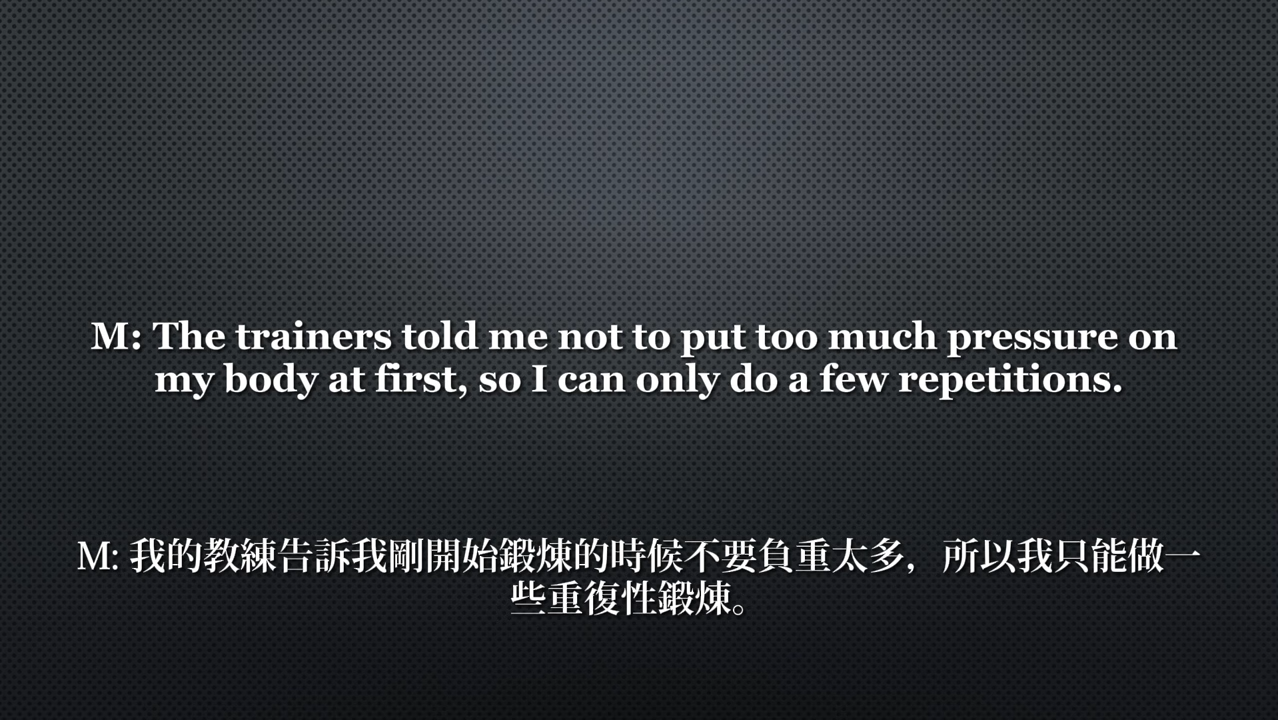 M: The trainers told me not to put too much pressure on
my body at first, so I can only do a few repetitions.
M: 我的教練告訴我剛開始鍛煉的時候不要負重太多，所以我只能做一
些重復性鍛煉。